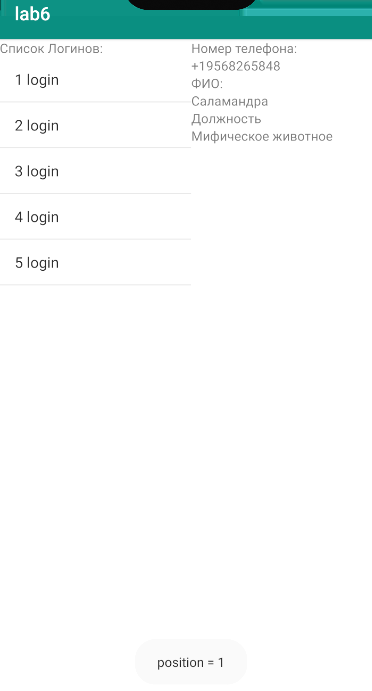 lab6
Список Логинов:
1 login
2 login
3 login
4 login
5 login
Номер телефона:
+19568265848
ФИО:
Саламандра
Должность
Мифическое животное
position = 1